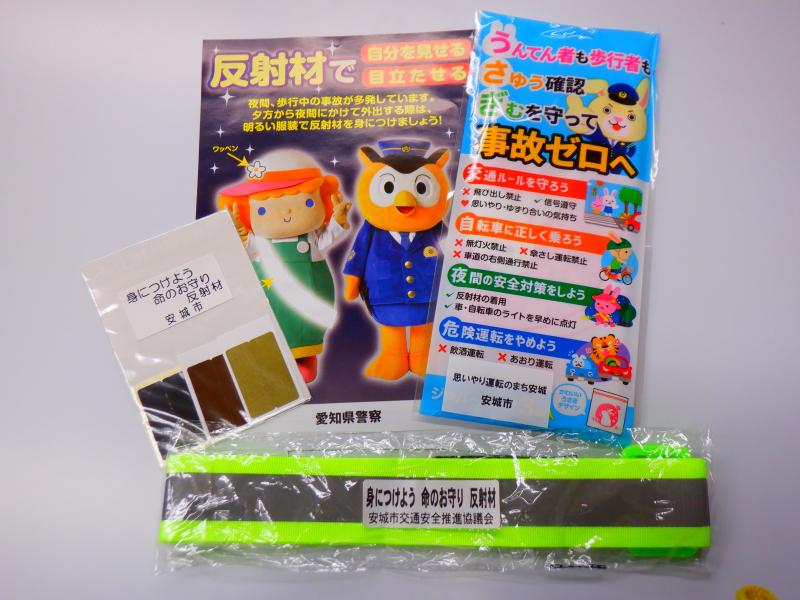 反射材で
自分を見せる
目立たせる
夜間、歩行中の事故が多発しています。
夕方から夜間にかけて外出する際は、
明るい服装で反射材を身につけましょう!
ワッペン
愛知県警察
うんてん者も歩行者も
さゆう確認
ぎむを守って
事故ゼロへ
交通ルールを守ろう
× 飛び出し禁止 ✓ 信号遵守
♥ 思いやり・ゆずり合いの気持ち
自転車に正しく乗ろう
× 無灯火禁止 × 傘さし運転禁止
× 車道の右側通行禁止
夜間の安全対策をしよう
✓ 反射材の着用
✓ 車・自転車のライトを早めに点灯
危険運転をやめよう
× 飲酒運転 × あおり運転
思いやり運転のまち安城
安城市
かわいい
うさぎ
デザイン
身につけよう
命のお守り
反射材
安城市
身につけよう 命のお守り 反射材
安城市交通安全推進協議会